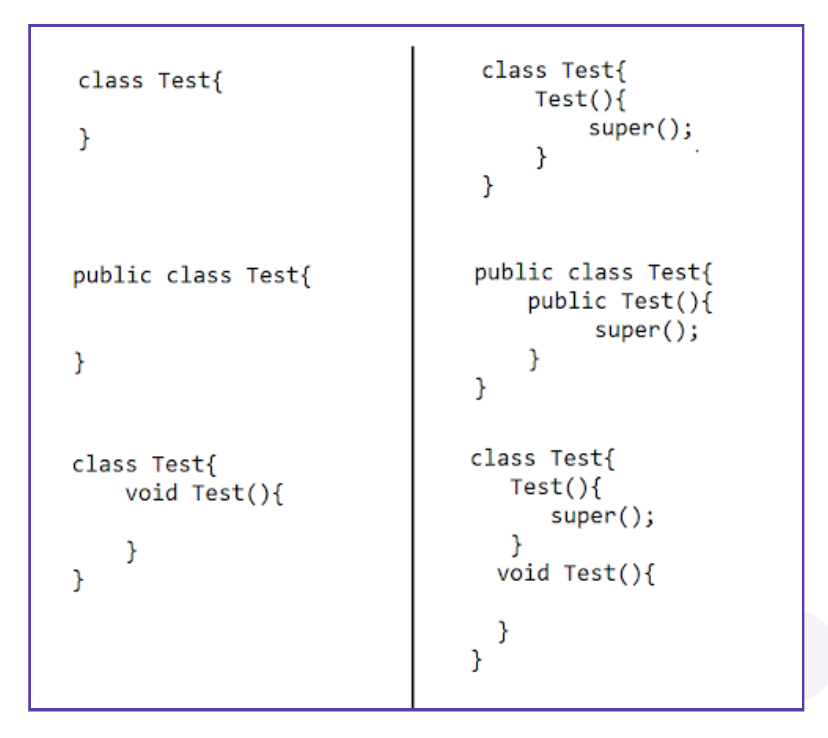 class Test{
}
public class Test{
}
class Test{
void Test(){
}
}
class Test{
Test(){
super();
}
}
public class Test{
public Test(){
super();
}
}
class Test{
Test(){
super();
}
void Test(){
}
}